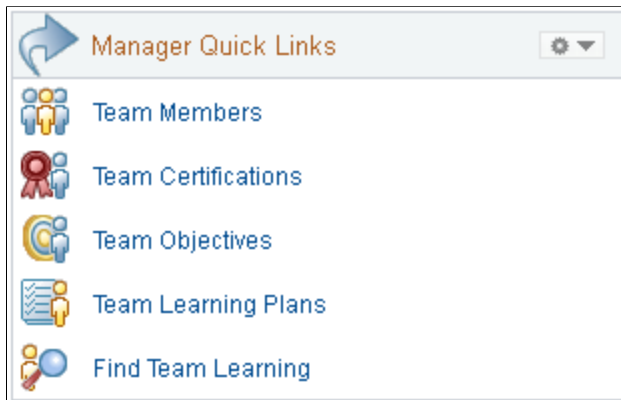 Manager Quick Links
Team Members
Team Certifications
Team Objectives
Team Learning Plans
Find Team Learning